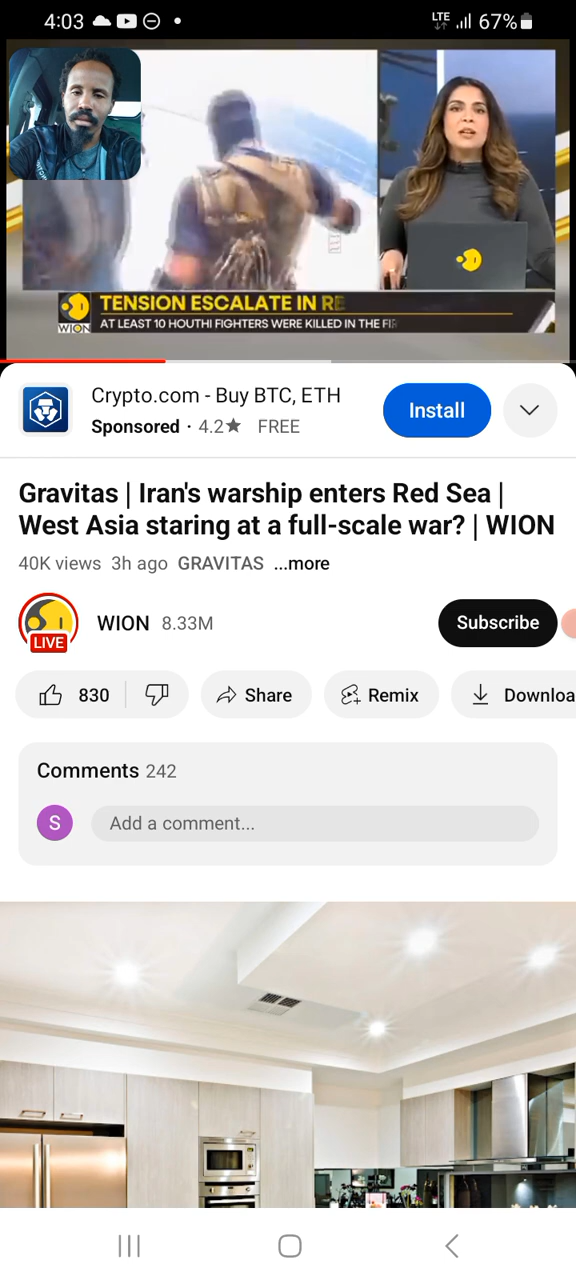 4:03
LTE
67%
TENSION ESCALATE IN RE
WION
AT LEAST 10 HOUTHI FIGHTERS WERE KILLED IN THE FIR
Crypto.com - Buy BTC, ETH
Sponsored · 4.2★ FREE
Install
Gravitas | Iran's warship enters Red Sea |
West Asia staring at a full-scale war? | WION
40K views 3h ago GRAVITAS ...more
LIVE
WION 8.33M
Subscribe
830
Share
Remix
Downloa
Comments 242
S
Add a comment...